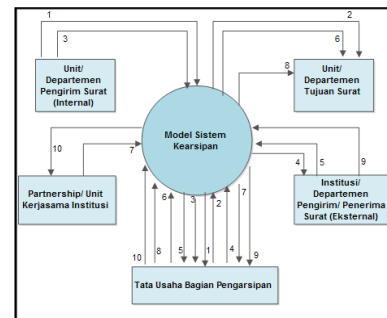 1
2
3
6
Unit/
Departemen
Pengirim Surat
(Internal)
8
Unit/
Departemen
Tujuan Surat
Model Sistem
Kearsipan
10
7
4
5
9
Partnership/ Unit
Kerjasama Institusi
Institusi/
Departemen
Pengirim/ Penerima
Surat (Eksternal)
10
8
6
5
3
1
2
4
7
9
Tata Usaha Bagian Pengarsipan